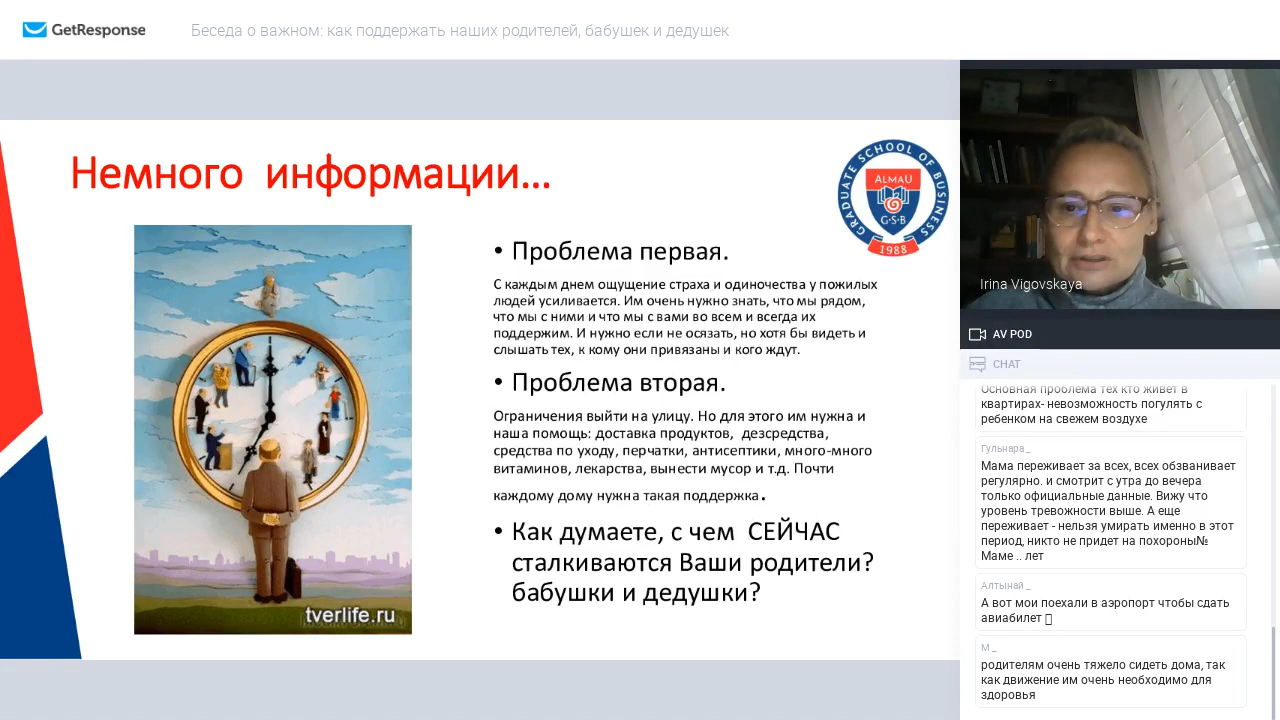 GetResponse
Беседа о важном: как поддержать наших родителей, бабушек и дедушек
Немного информации...
GRADUATE SCHOOL OF BUSINESS
ALMAU
G·S·B
1988
• Проблема первая.
С каждым днем ощущение страха и одиночества у пожилых
людей усиливается. Им очень нужно знать, что мы рядом,
что мы с ними и что мы с вами во всем и всегда их
поддержим. И нужно если не осязать, но хотя бы видеть и
слышать тех, к кому они привязаны и кого ждут.
• Проблема вторая.
Ограничения выйти на улицу. Но для этого им нужна и
наша помощь: доставка продуктов, дезсредства,
средства по уходу, перчатки, антисептики, много-много
витаминов, лекарства, вынести мусор и т.д. Почти
каждому дому нужна такая поддержка.
• Как думаете, с чем СЕЙЧАС
сталкиваются Ваши родители?
бабушки и дедушки?
tverlife.ru
Irina Vigovskaya
AV POD
CHAT
Основная проблема тех кто живет в
квартирах- невозможность погулять с
ребенком на свежем воздухе
Гульнара _
Мама переживает за всех, всех обзванивает
регулярно. и смотрит с утра до вечера
только официальные данные. Вижу что
уровень тревожности выше. А еще
переживает - нельзя умирать именно в этот
период, никто не придет на похороны№
Маме .. лет
Алтынай _
А вот мои поехали в аэропорт чтобы сдать
авиабилет
М _
родителям очень тяжело сидеть дома, так
как движение им очень необходимо для
здоровья